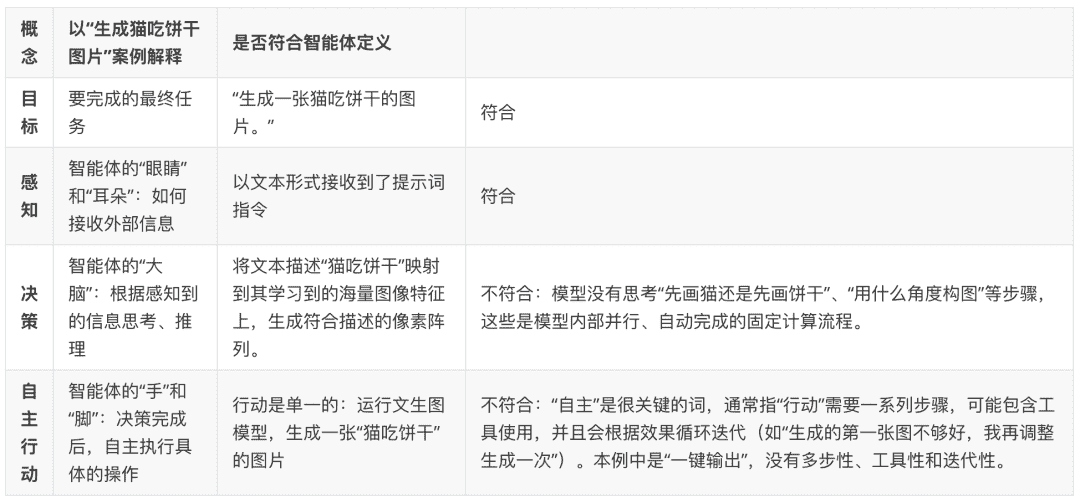 概
念
以“生成猫吃饼干
图片”案例解释
是否符合智能体定义
目
标
要完成的最终任
务
“生成一张猫吃饼干的图
片。”
符合
感
知
智能体的“眼睛”
和“耳朵”：如何
接收外部信息
以文本形式接收到了提示词
指令
符合
决
策
智能体的“大
脑”：根据感知到
的信息思考、推
理
将文本描述“猫吃饼干”映射
到其学习到的海量图像特征
上，生成符合描述的像素阵
列。
不符合：模型没有思考“先画猫还是先画饼干”、“用什么角度构图”等步骤，
这些是模型内部并行、自动完成的固定计算流程。
自
主
行
动
智能体的“手”和
“脚”：决策完成
后，自主执行具
体的操作
行动是单一的：运行文生图
模型，生成一张“猫吃饼干”
的图片
不符合：“自主”是很关键的词，通常指“行动”需要一系列步骤，可能包含工
具使用，并且会根据效果循环迭代（如“生成的第一张图不够好，我再调整
生成一次”）。本例中是“一键输出”，没有多步性、工具性和迭代性。